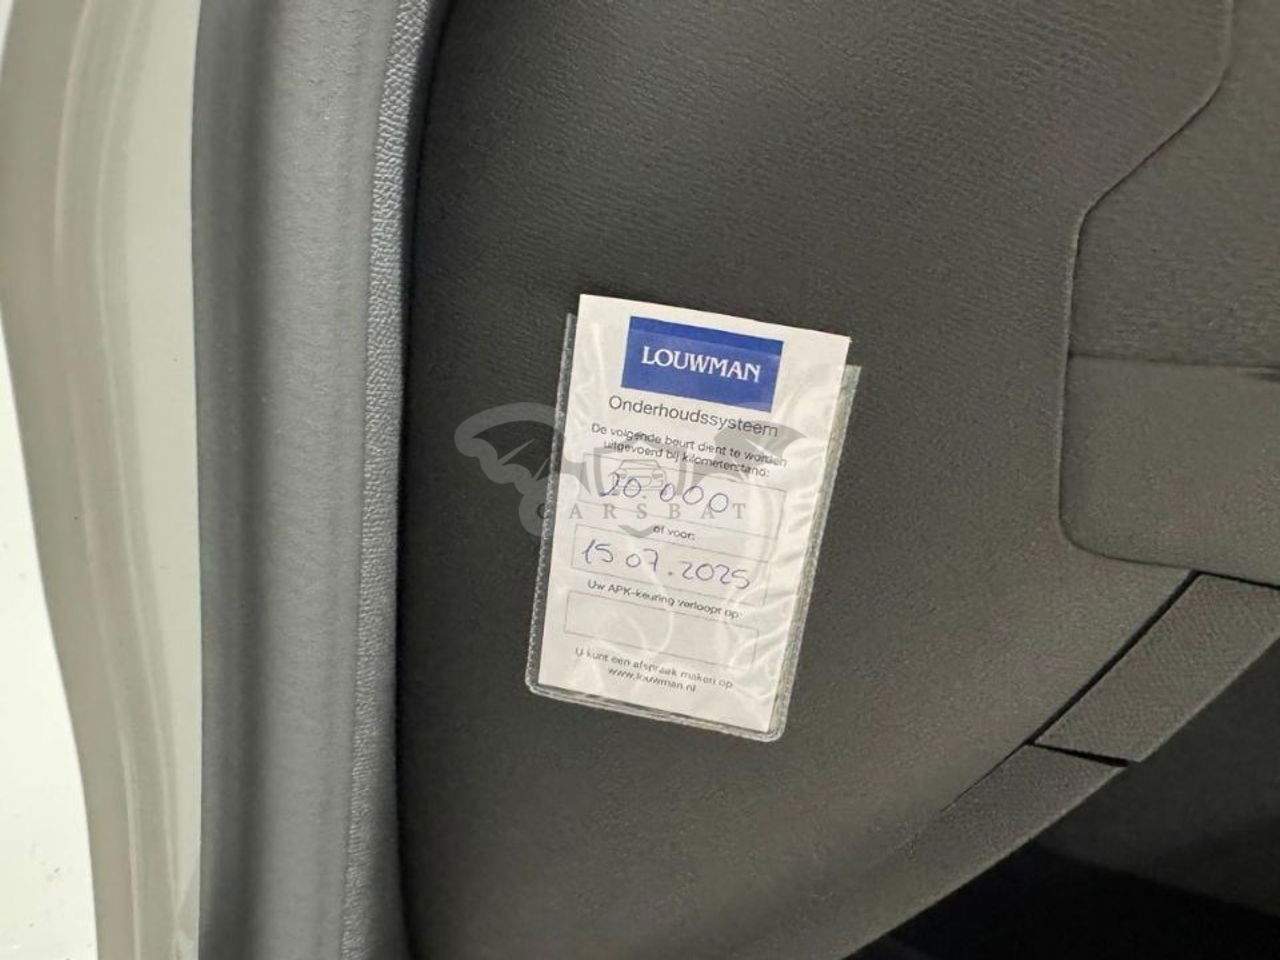 LOUWMAN
Onderhoudssysteem
De volgende beurt dient te worden
uitgevoerd bij kilometerstand:
20.000
CARSBAT
of voor:
15 07.2025
Uw APK-keuring verloopt op:
U kunt een afspraak maken op
www.louwman.nl